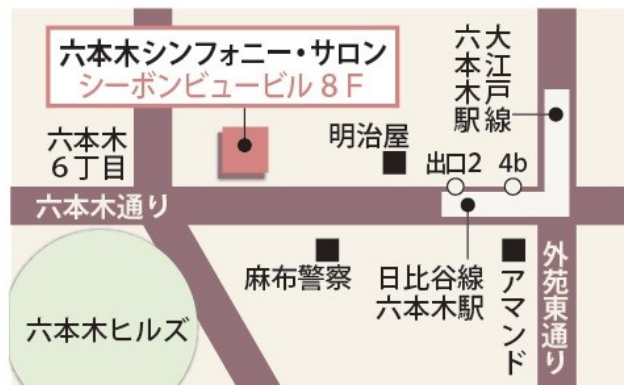 六本木シンフォニー・サロン
シーボンビュービル８Ｆ
大江戸線
六本木駅
六本木
６丁目
明治屋
出口2
4b
六本木通り
麻布警察
日比谷線
六本木駅
アマンド
外苑東通り
六本木ヒルズ